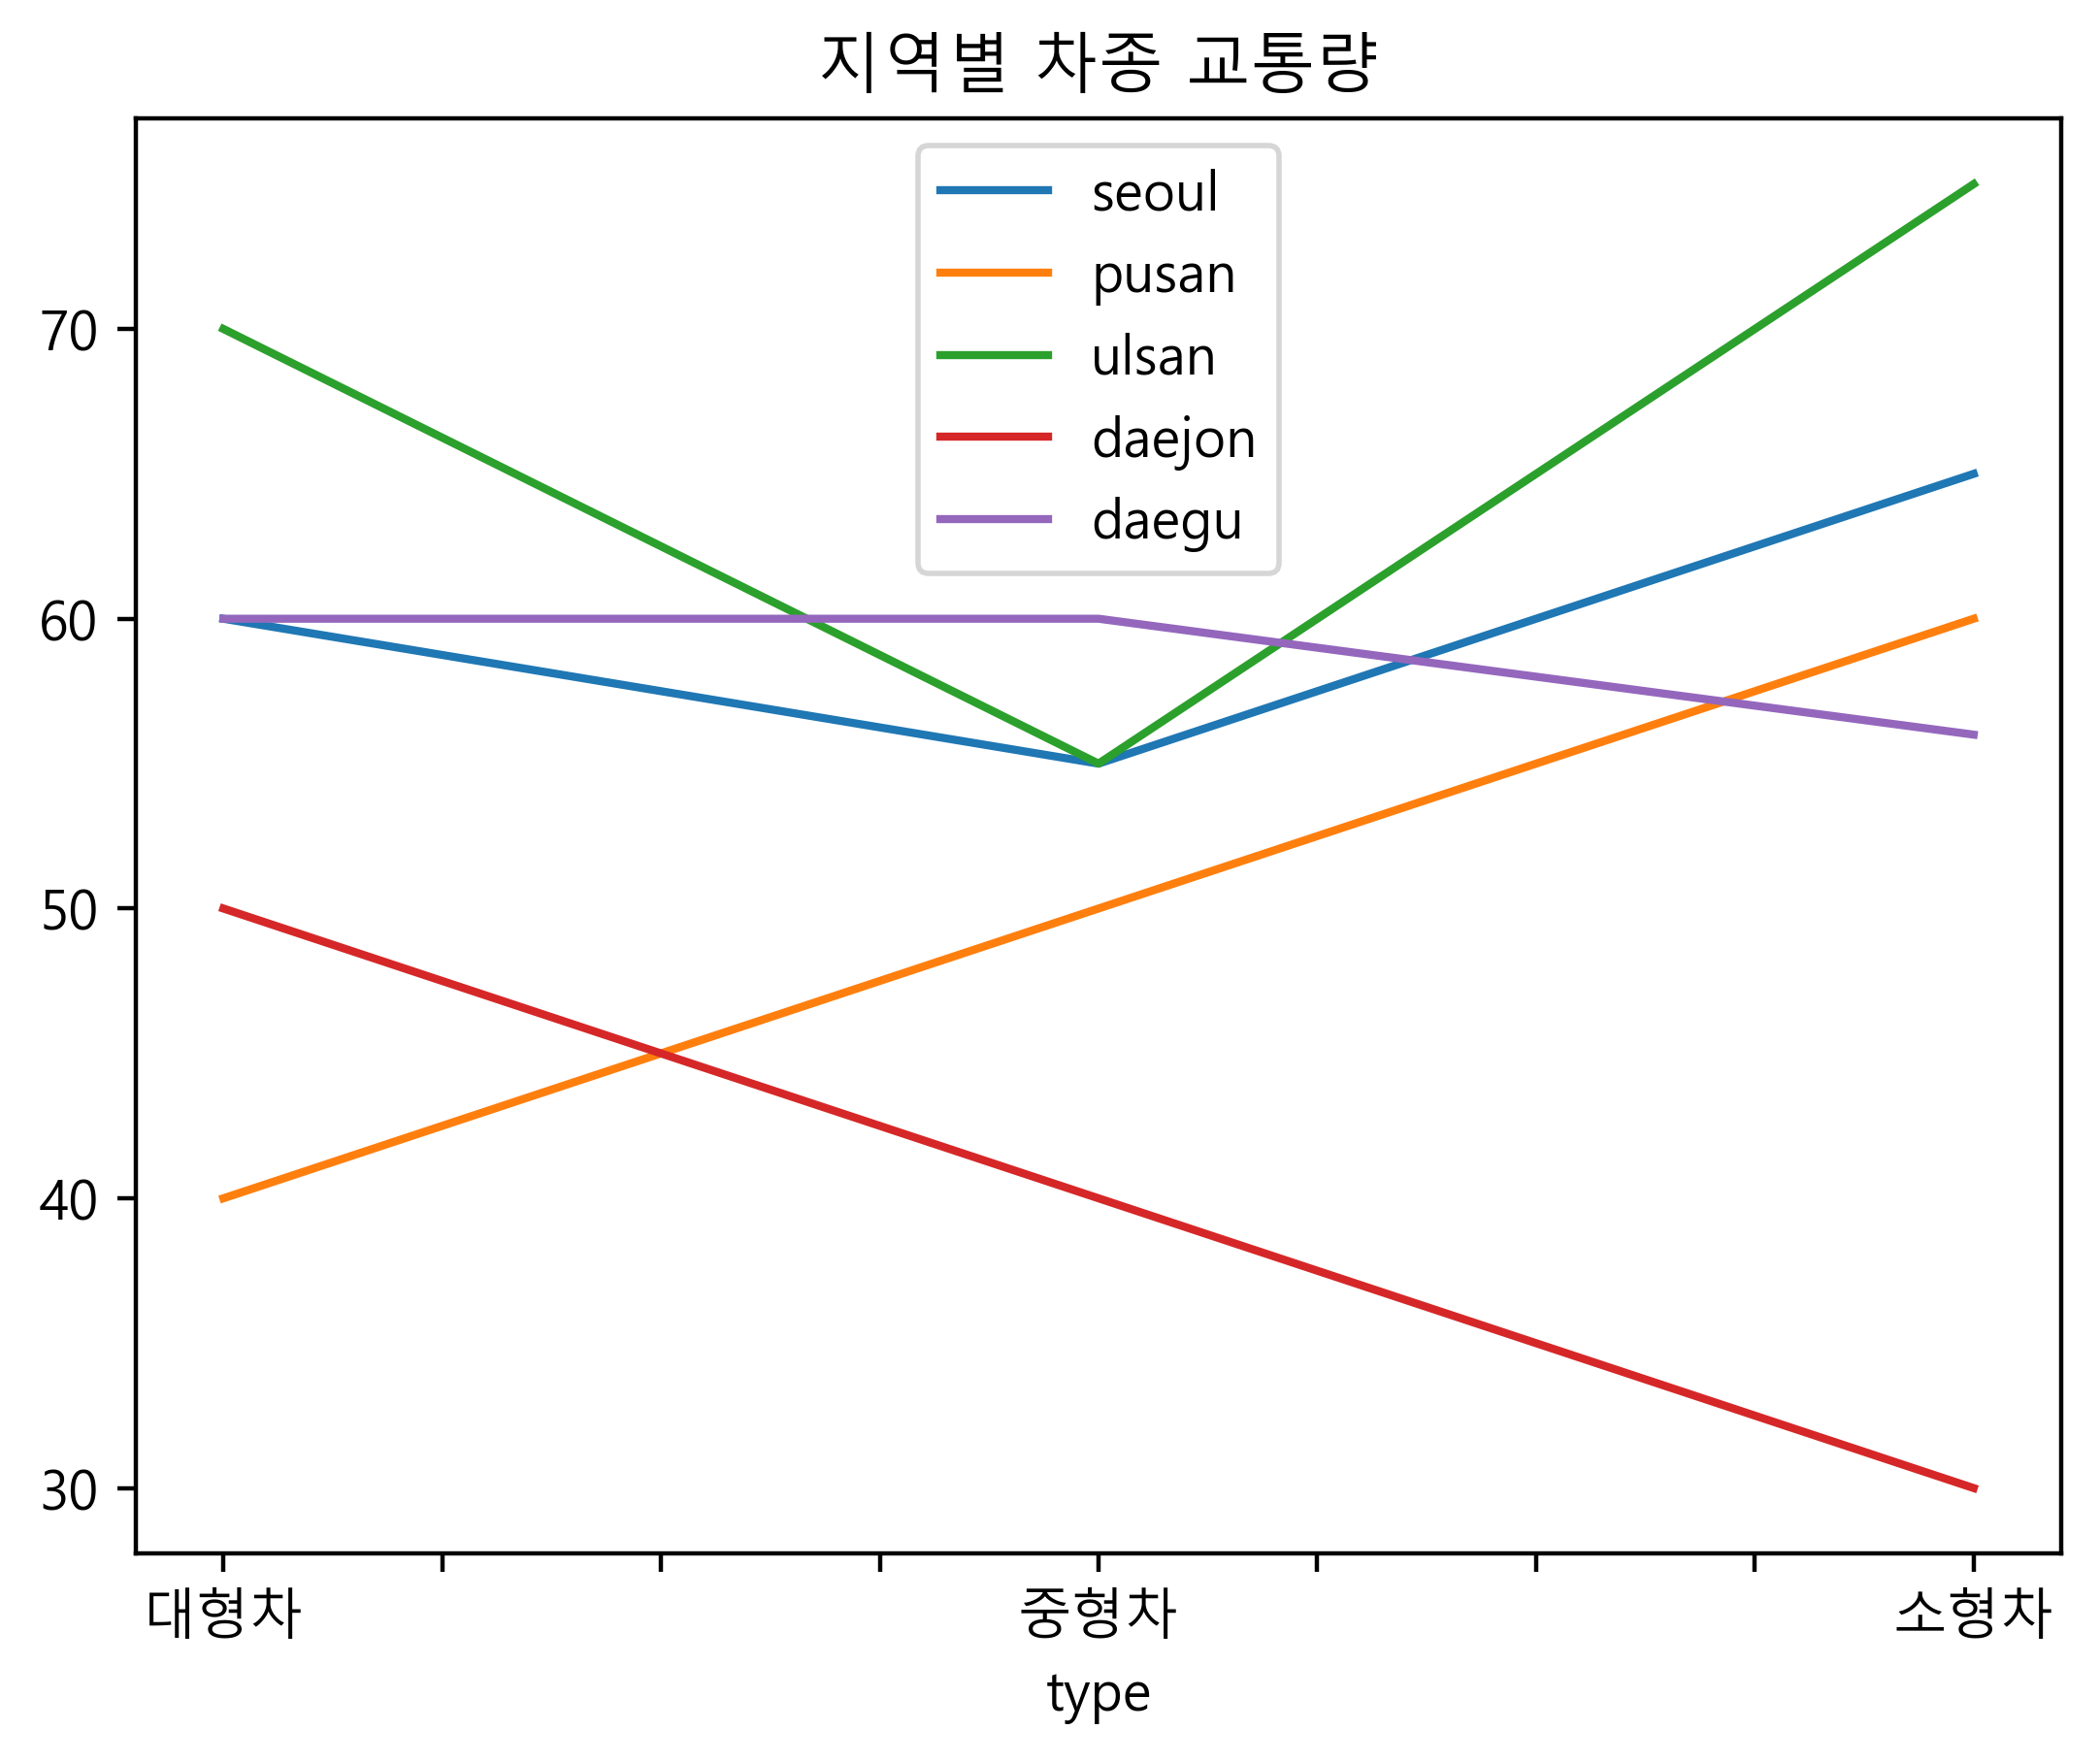 지역별 차종 교통량
seoul
pusan
ulsan
daejon
daegu
70
60
50
40
30
대형차 중형차 소형차
type